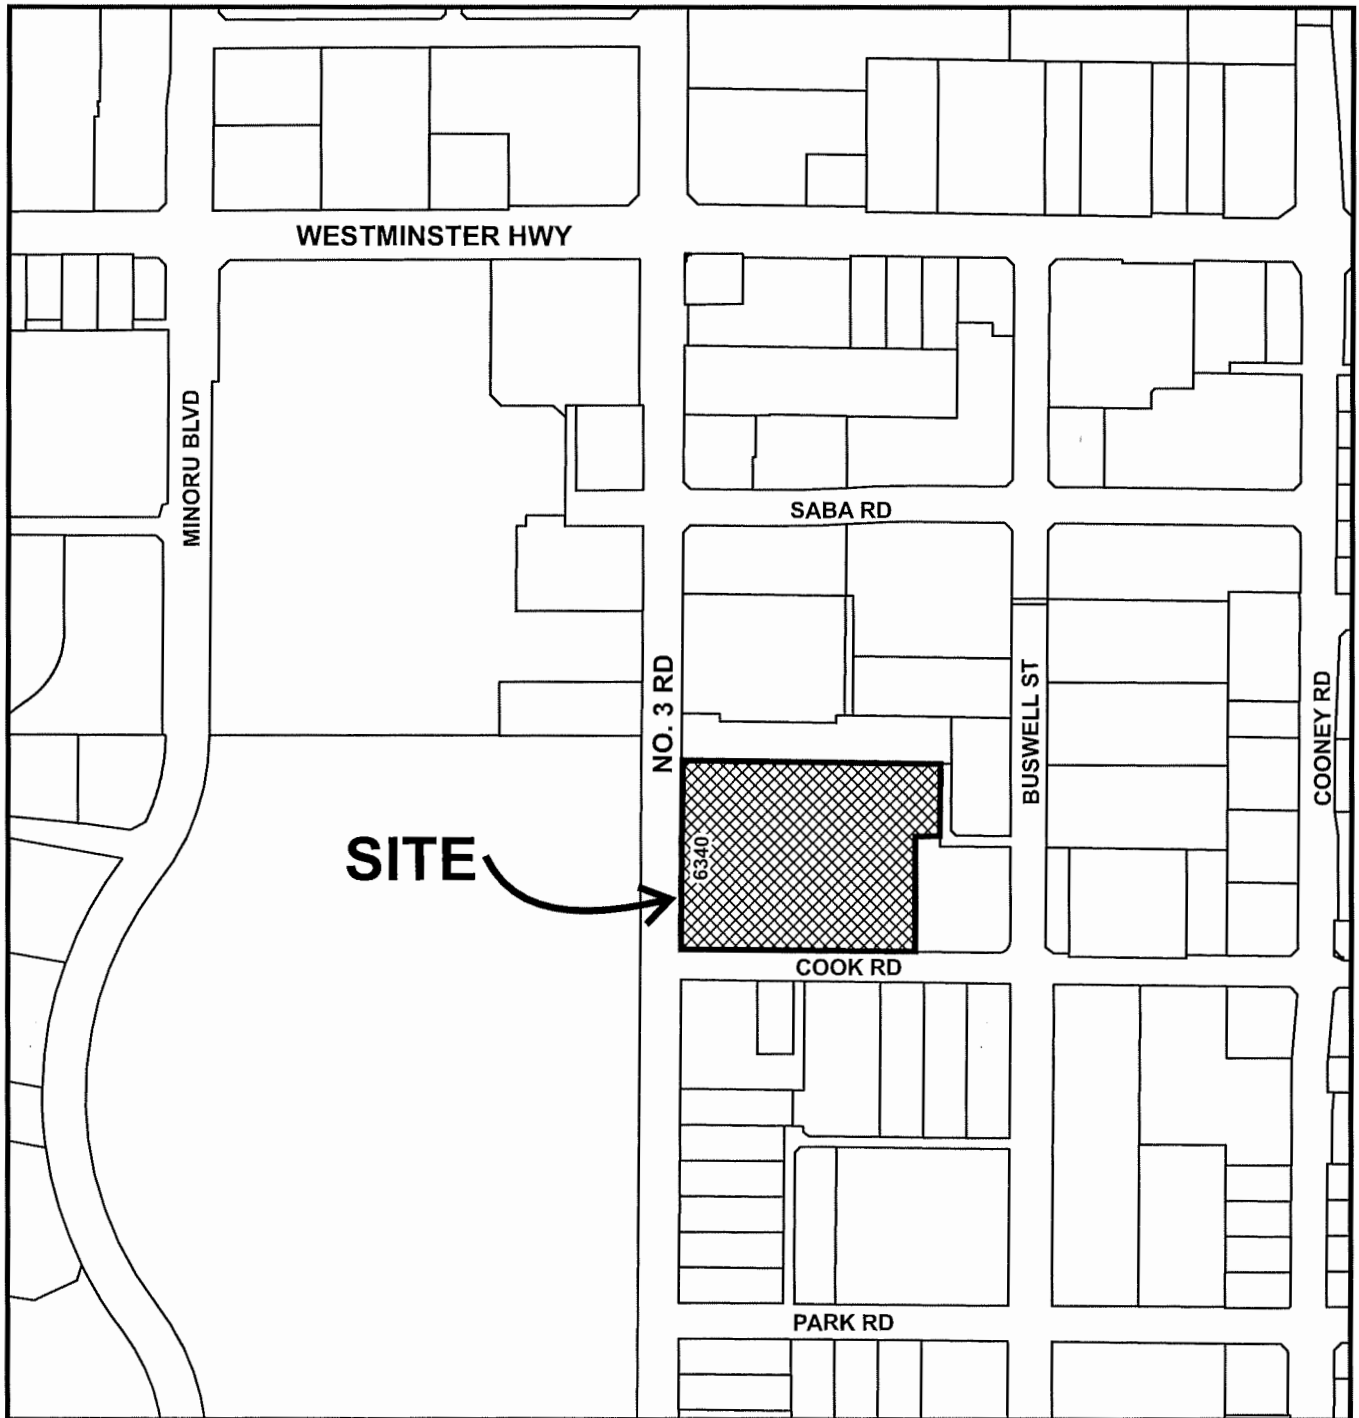 WESTMINSTER HWY
MINORU BLVD
SABA RD
NO. 3 RD
BUSWELL ST
COONEY RD
SITE
6340
COOK RD
PARK RD